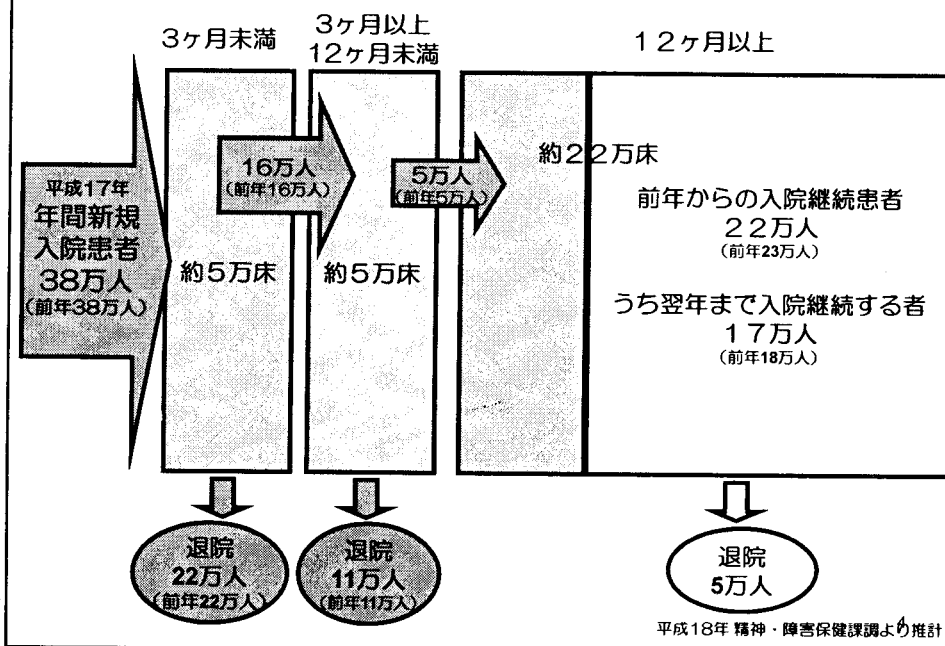 3ヶ月未満
3ヶ月以上
12ヶ月未満
12ヶ月以上
平成17年
年間新規
入院患者
38万人
(前年38万人)
16万人
(前年16万人)
5万人
(前年5万人)
約5万床
約5万床
約22万床
前年からの入院継続患者
22万人
(前年23万人)
うち翌年まで入院継続する者
17万人
(前年18万人)
退院
22万人
(前年22万人)
退院
11万人
(前年11万人)
退院
5万人
平成18年 精神・障害保健課調より推計
4